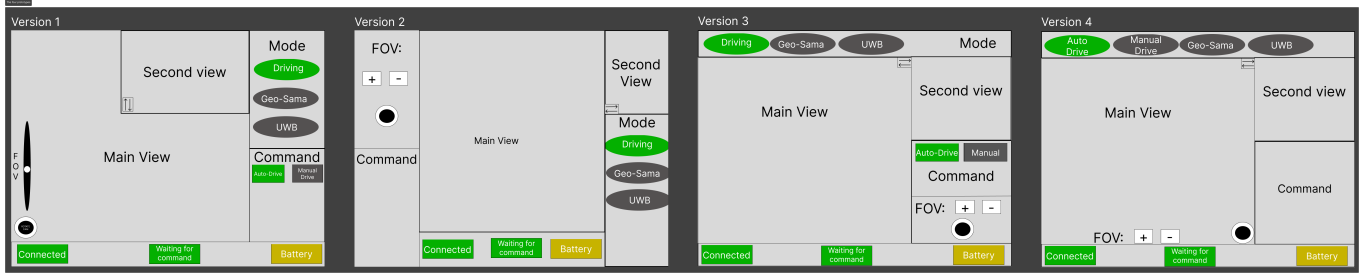 Version 1
Second view
Mode
Driving
Geo-Sama
UWB
F
O
V
Main View
Command
Auto-Drive
Manual
Drive
Connected
Waiting for
command
Battery
Version 2
FOV:
+ -
Command
Main View
Second
View
Mode
Driving
Geo-Sama
UWB
Connected
Waiting for
command
Battery
Version 3
Driving Geo-Sama UWB Mode
Main View
Second view
Auto-Drive Manual
Command
FOV: + -
Connected
Waiting for
command
Battery
Version 4
Auto
Drive
Manual
Drive
Geo-Sama
UWB
Main View
Second view
Command
FOV: + -
Connected
Waiting for
command
Battery